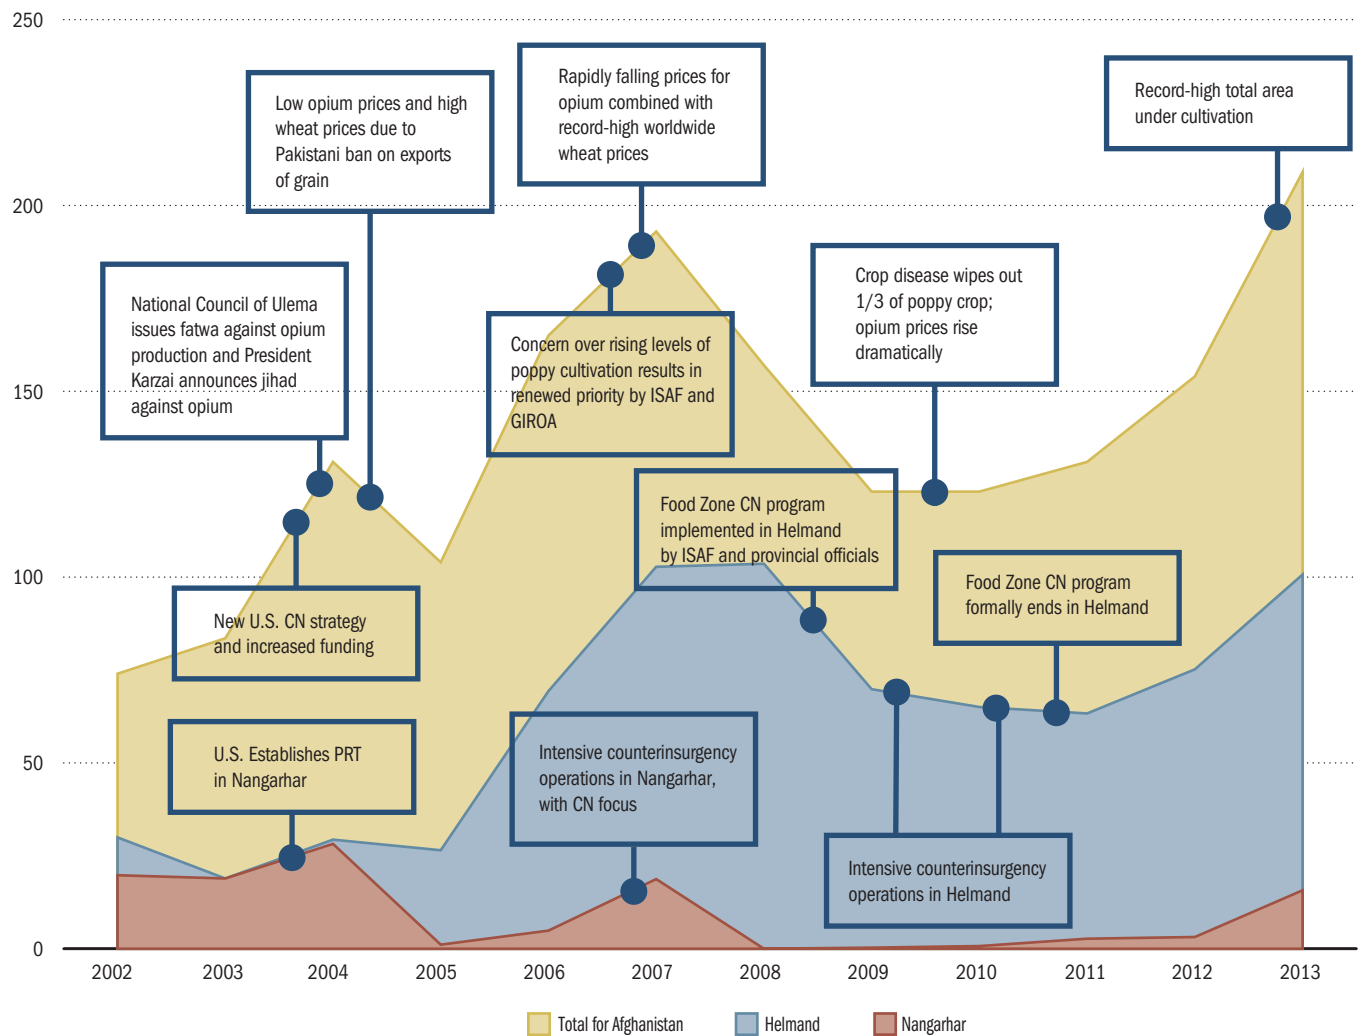 250
200
150
100
50
0
Low opium prices and high
wheat prices due to
Pakistani ban on exports
of grain
Rapidly falling prices for
opium combined with
record-high worldwide
wheat prices
Record-high total area
under cultivation
National Council of Ulema
issues fatwa against opium
production and President
Karzai announces jihad
against opium
Concern over rising levels of
poppy cultivation results in
renewed priority by ISAF and
GIROA
Crop disease wipes out
1/3 of poppy crop;
opium prices rise
dramatically
Food Zone CN program
implemented in Helmand
by ISAF and provincial officials
New U.S. CN strategy
and increased funding
Food Zone CN program
formally ends in Helmand
U.S. Establishes PRT
in Nangarhar
Intensive counterinsurgency
operations in Nangarhar,
with CN focus
Intensive counterinsurgency
operations in Helmand
2002 2003 2004 2005 2006 2007 2008 2009 2010 2011 2012 2013
Total for Afghanistan Helmand Nangarhar